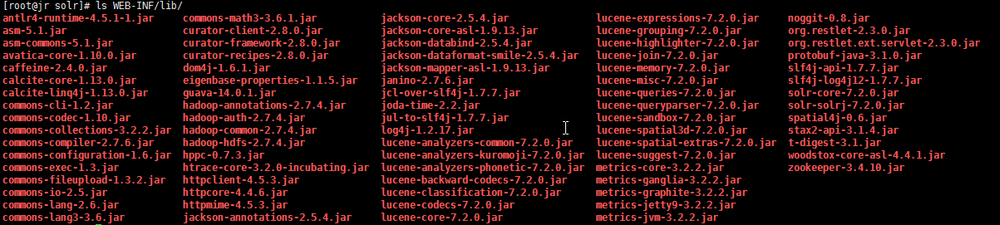 [root@jr solr]# ls WEB-INF/lib/
antlr4-runtime-4.5.1-1.jar commons-math3-3.6.1.jar jackson-core-2.5.4.jar lucene-expressions-7.2.0.jar noggit-0.8.jar
asm-5.1.jar curator-client-2.8.0.jar jackson-core-asl-1.9.13.jar lucene-grouping-7.2.0.jar org.restlet-2.3.0.jar
asm-commons-5.1.jar curator-framework-2.8.0.jar jackson-databind-2.5.4.jar lucene-highlighter-7.2.0.jar org.restlet.ext.servlet-2.3.0.jar
avatica-core-1.10.0.jar curator-recipes-2.8.0.jar jackson-dataformat-smile-2.5.4.jar lucene-join-7.2.0.jar protobuf-java-3.1.0.jar
caffeine-2.4.0.jar dom4j-1.6.1.jar jackson-mapper-asl-1.9.13.jar lucene-memory-7.2.0.jar slf4j-api-1.7.7.jar
calcite-core-1.13.0.jar eigenbase-properties-1.1.5.jar janino-2.7.6.jar lucene-misc-7.2.0.jar slf4j-log4j12-1.7.7.jar
calcite-linq4j-1.13.0.jar guava-14.0.1.jar jcl-over-slf4j-1.7.7.jar lucene-queries-7.2.0.jar solr-core-7.2.0.jar
commons-cli-1.2.jar hadoop-annotations-2.7.4.jar joda-time-2.2.jar lucene-queryparser-7.2.0.jar solr-solrj-7.2.0.jar
commons-codec-1.10.jar hadoop-auth-2.7.4.jar jul-to-slf4j-1.7.7.jar lucene-sandbox-7.2.0.jar spatial4j-0.6.jar
commons-collections-3.2.2.jar hadoop-common-2.7.4.jar log4j-1.2.17.jar lucene-spatial3d-7.2.0.jar stax2-api-3.1.4.jar
commons-compiler-2.7.6.jar hadoop-hdfs-2.7.4.jar lucene-analyzers-common-7.2.0.jar lucene-spatial-extras-7.2.0.jar t-digest-3.1.jar
commons-configuration-1.6.jar hppc-0.7.3.jar lucene-analyzers-kuromoji-7.2.0.jar lucene-suggest-7.2.0.jar woodstox-core-asl-4.4.1.jar
commons-exec-1.3.jar htrace-core-3.2.0-incubating.jar lucene-analyzers-phonetic-7.2.0.jar metrics-core-3.2.2.jar zookeeper-3.4.10.jar
commons-fileupload-1.3.2.jar httpclient-4.5.3.jar lucene-backward-codecs-7.2.0.jar metrics-ganglia-3.2.2.jar
commons-io-2.5.jar httpcore-4.4.6.jar lucene-classification-7.2.0.jar metrics-graphite-3.2.2.jar
commons-lang-2.6.jar httpmime-4.5.3.jar lucene-codecs-7.2.0.jar metrics-jetty9-3.2.2.jar
commons-lang3-3.6.jar jackson-annotations-2.5.4.jar lucene-core-7.2.0.jar metrics-jvm-3.2.2.jar